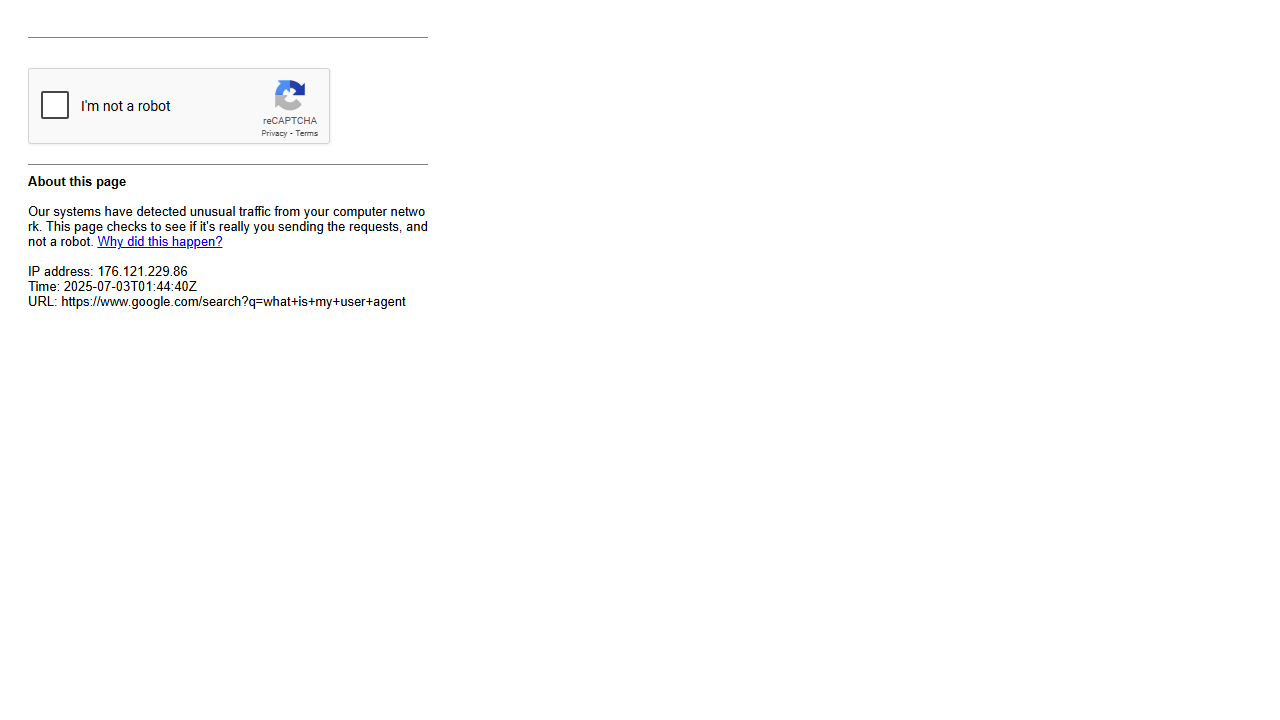 I'm not a robot
reCAPTCHA
Privacy - Terms
About this page
Our systems have detected unusual traffic from your computer netwo
rk. This page checks to see if it's really you sending the requests, and
not a robot. Why did this happen?
IP address: 176.121.229.86
Time: 2025-07-03T01:44:40Z
URL: https://www.google.com/search?q=what+is+my+user+agent